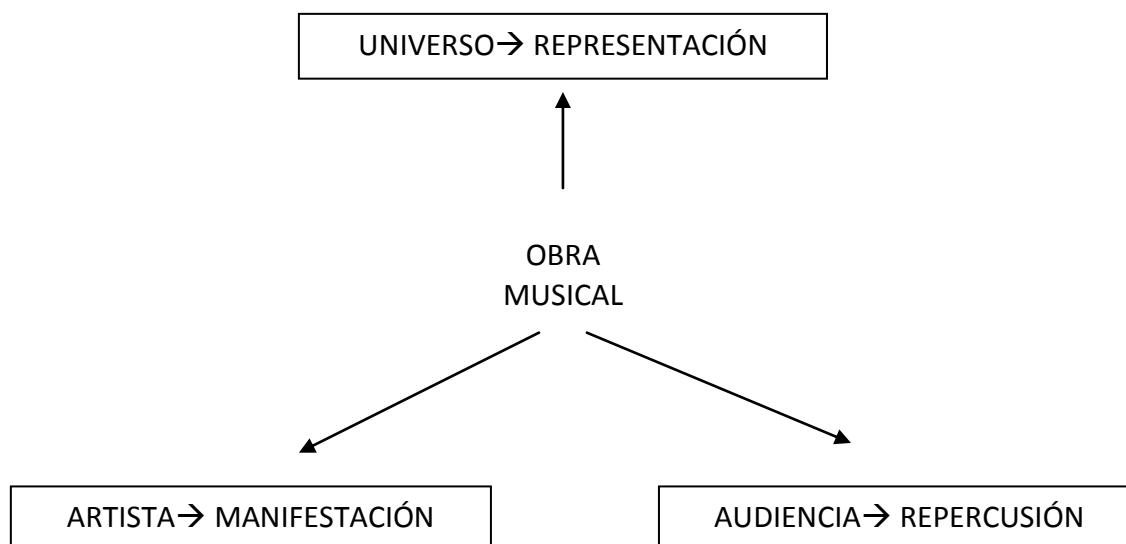 UNIVERSO→ REPRESENTACIÓN
OBRA
MUSICAL
ARTISTA→ MANIFESTACIÓN
AUDIENCIA→ REPERCUSIÓN